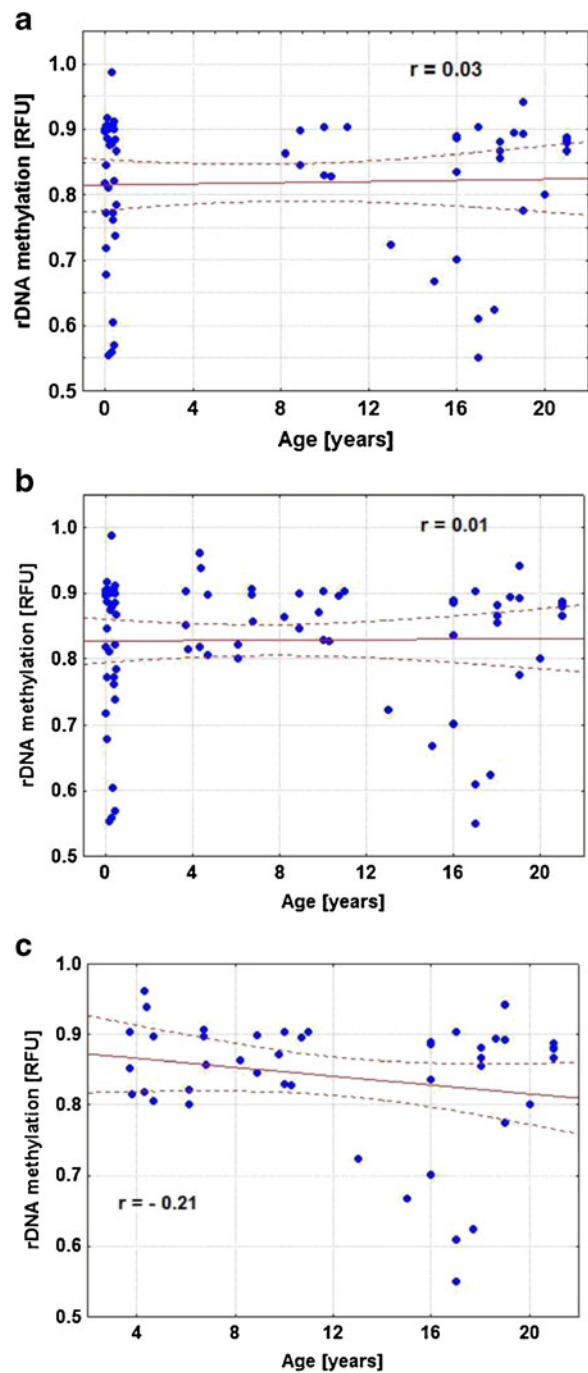 a
r = 0.03
rDNA methylation [RFU]
1.0
0.9
0.8
0.7
0.6
0.5
0 4 8 12 16 20
Age [years]
b
r = 0.01
rDNA methylation [RFU]
1.0
0.9
0.8
0.7
0.6
0.5
0 4 8 12 16 20
Age [years]
c
rDNA methylation [RFU]
1.0
0.9
0.8
0.7
0.6
0.5
r = - 0.21
4 8 12 16 20
Age [years]